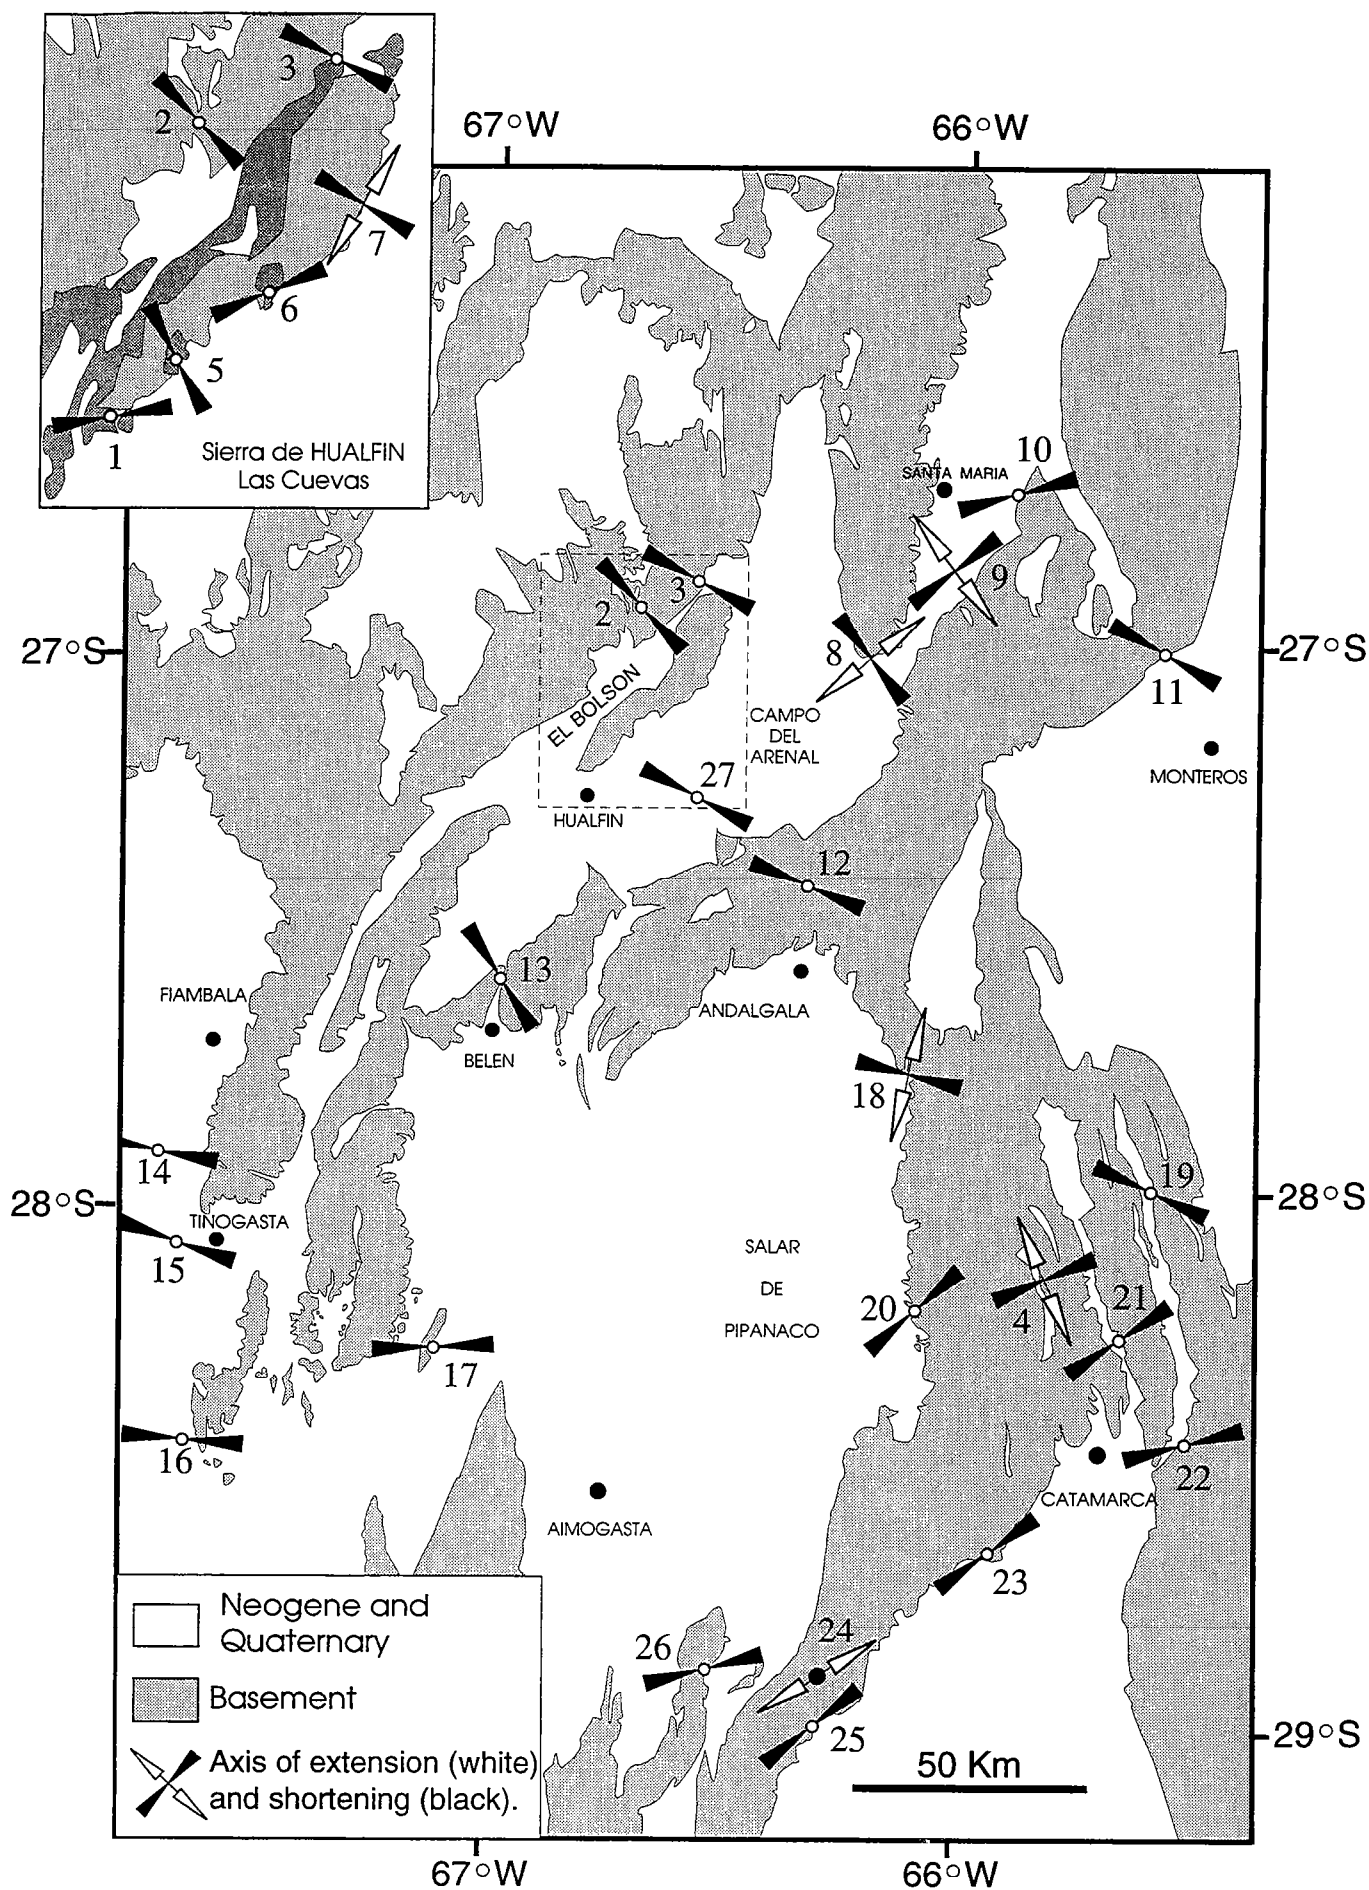 3
2
7
6
5
1
Sierra de HUALFIN
Las Cuevas
67°W
66°W
10
SANTA MARIA
9
3
2
8
27°S
27°S
11
EL BOLSON
CAMPO
DEL
ARENAL
MONTEROS
27
HUALFIN
12
13
FIAMBALA
ANDALGALA
BELEN
18
14
19
28°S
28°S
TINOGASTA
15
SALAR
DE
PIPANACO
20
4
21
17
16
22
CATAMARCA
AIMOGASTA
23
Neogene and
Quaternary
24
26
Basement
25
29°S
Axis of extension (white)
and shortening (black).
50 Km
67°W
66°W